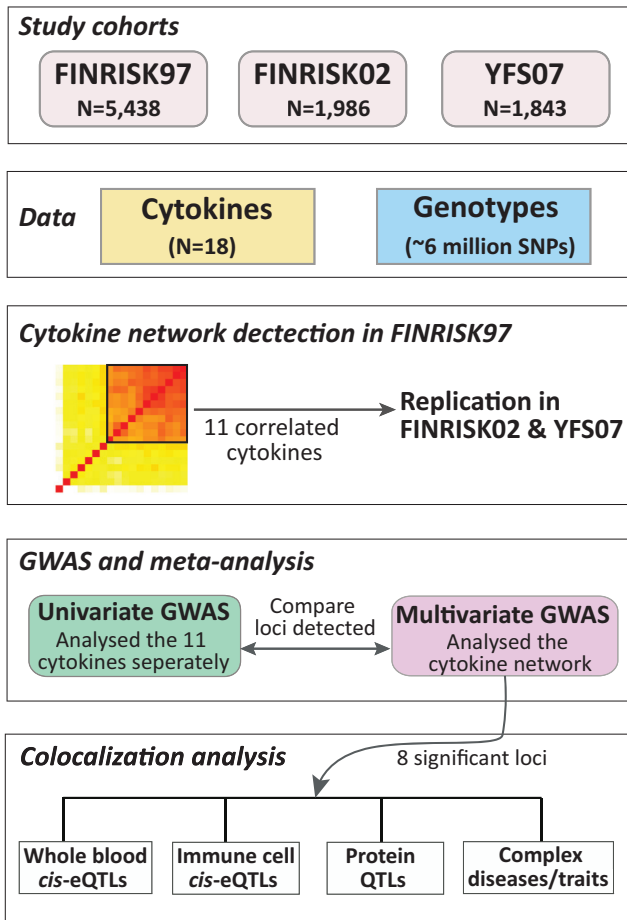 Study cohorts
FINRISK97
N=5,438
FINRISK02
N=1,986
YFS07
N=1,843
Data
Cytokines
(N=18)
Genotypes
(~6 million SNPs)
Cytokine network dectection in FINRISK97
11 correlated
cytokines
Replication in
FINRISK02 & YFS07
GWAS and meta-analysis
Univariate GWAS
Analysed the 11
cytokines seperately
Compare
loci detected
Multivariate GWAS
Analysed the
cytokine network
Colocalization analysis
8 significant loci
Whole blood
cis-eQTLs
Immune cell
cis-eQTLs
Protein
QTLs
Complex
diseases/traits